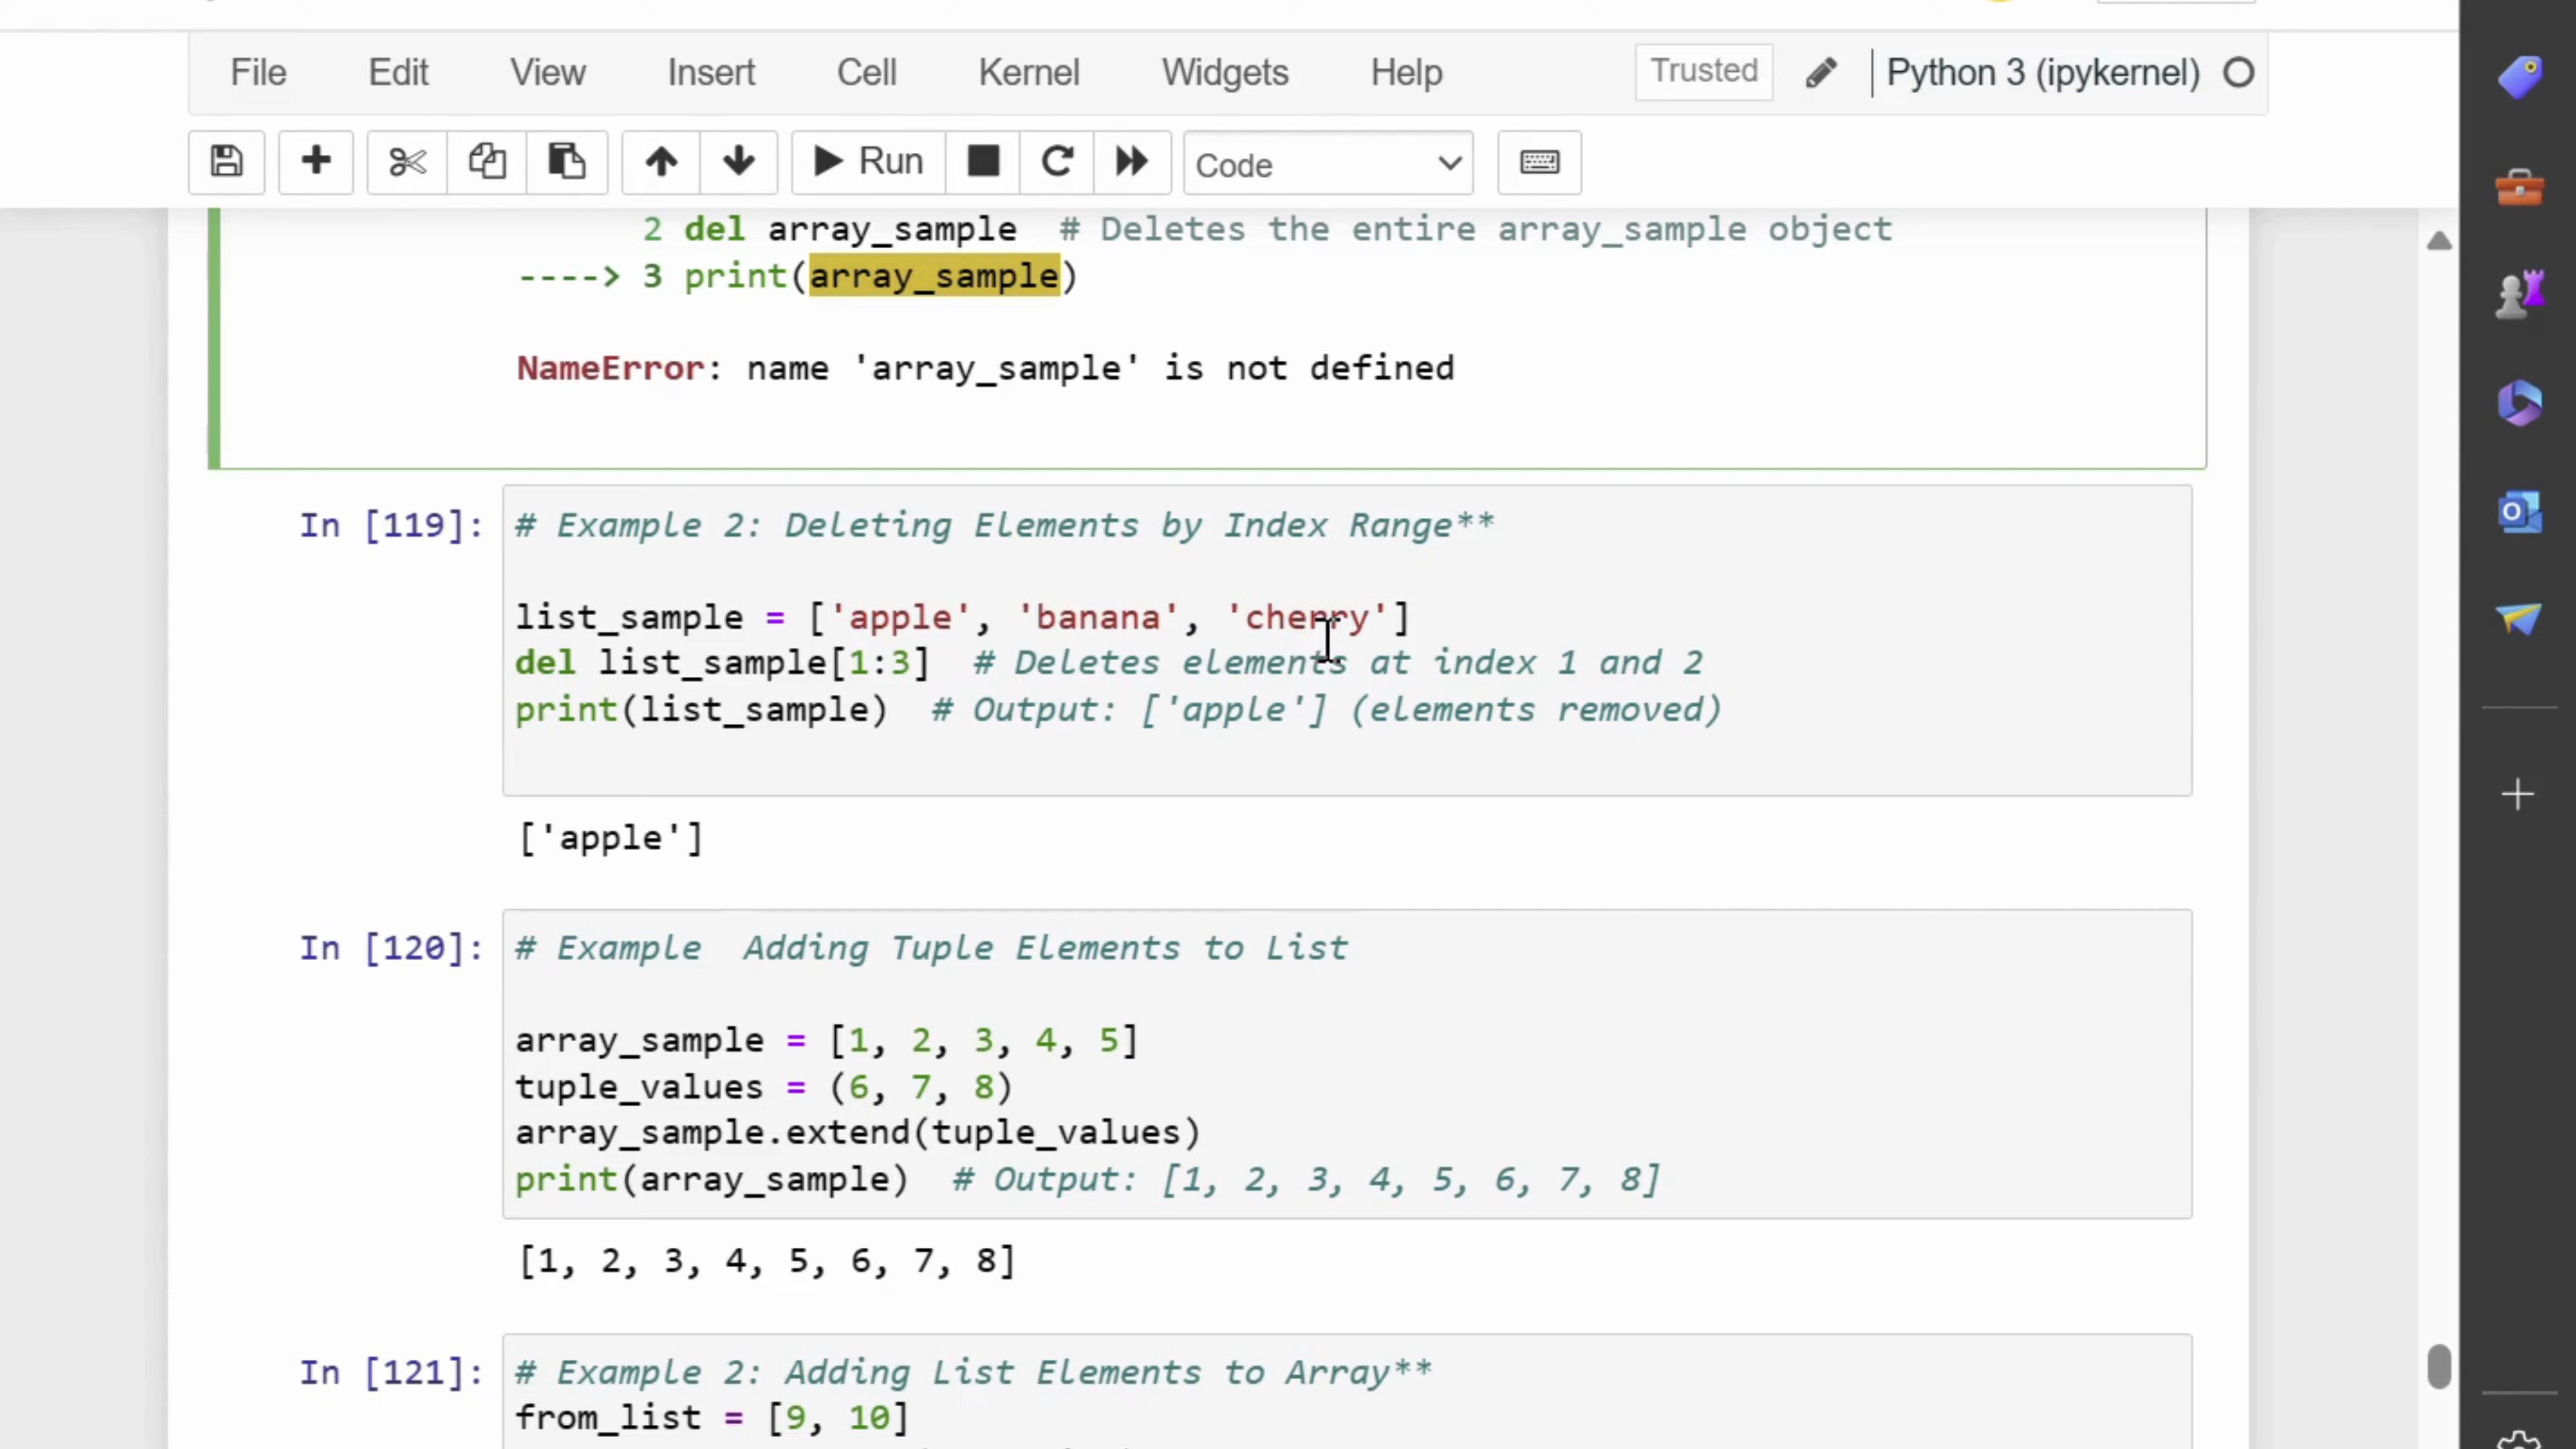 File Edit View Insert Cell Kernel Widgets Help Trusted Python 3 (ipykernel)
Run Code
2 del array_sample  # Deletes the entire array_sample object
----> 3 print(array_sample)
NameError: name 'array_sample' is not defined
In [119]: # Example 2: Deleting Elements by Index Range**
list_sample = ['apple', 'banana', 'cherry']
del list_sample[1:3]  # Deletes elements at index 1 and 2
print(list_sample)  # Output: ['apple'] (elements removed)
['apple']
In [120]: # Example  Adding Tuple Elements to List
array_sample = [1, 2, 3, 4, 5]
tuple_values = (6, 7, 8)
array_sample.extend(tuple_values)
print(array_sample)  # Output: [1, 2, 3, 4, 5, 6, 7, 8]
[1, 2, 3, 4, 5, 6, 7, 8]
In [121]: # Example 2: Adding List Elements to Array**
from_list = [9, 10]